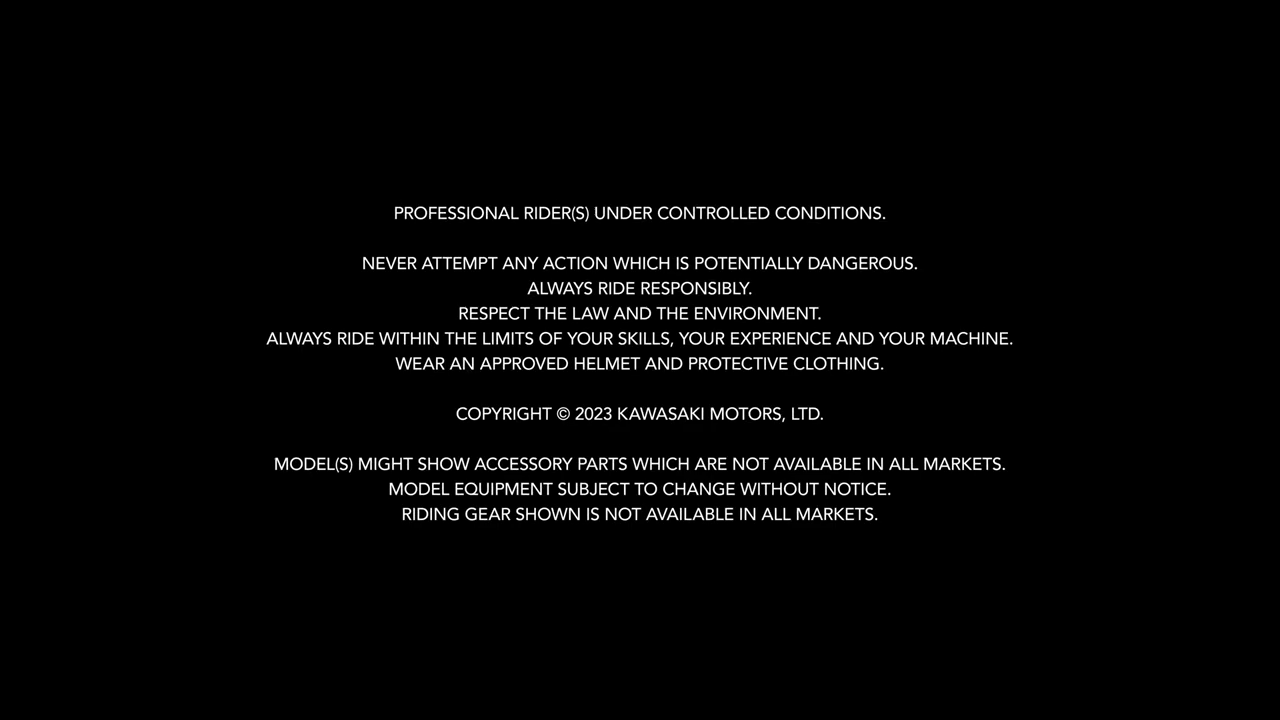 PROFESSIONAL RIDER(S) UNDER CONTROLLED CONDITIONS.
NEVER ATTEMPT ANY ACTION WHICH IS POTENTIALLY DANGEROUS.
ALWAYS RIDE RESPONSIBLY.
RESPECT THE LAW AND THE ENVIRONMENT.
ALWAYS RIDE WITHIN THE LIMITS OF YOUR SKILLS, YOUR EXPERIENCE AND YOUR MACHINE.
WEAR AN APPROVED HELMET AND PROTECTIVE CLOTHING.
COPYRIGHT © 2023 KAWASAKI MOTORS, LTD.
MODEL(S) MIGHT SHOW ACCESSORY PARTS WHICH ARE NOT AVAILABLE IN ALL MARKETS.
MODEL EQUIPMENT SUBJECT TO CHANGE WITHOUT NOTICE.
RIDING GEAR SHOWN IS NOT AVAILABLE IN ALL MARKETS.